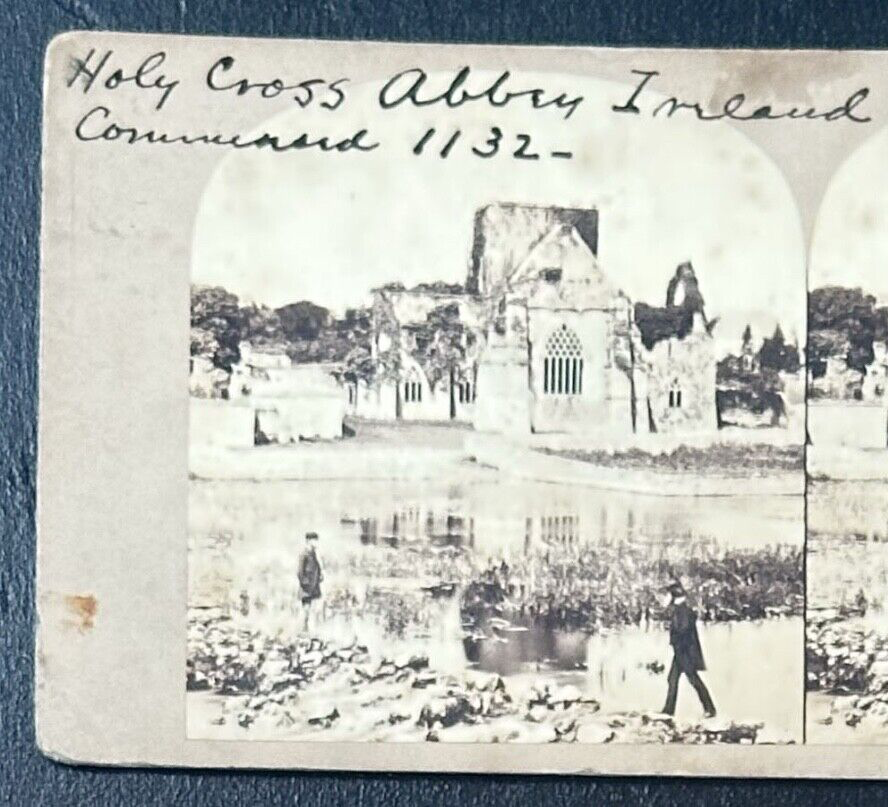 Holy Cross Abbey Ireland
Commenced 1132-